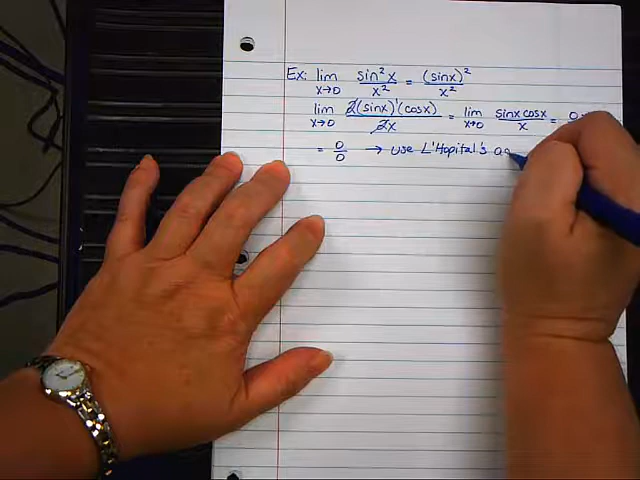 Ex: lim x→0 sin²x / x² = (sinx)² / x²
lim x→0 2(sinx)¹(cosx) / 2x = lim x→0 sinx cosx / x =
= 0/0 → use L'Hopital's